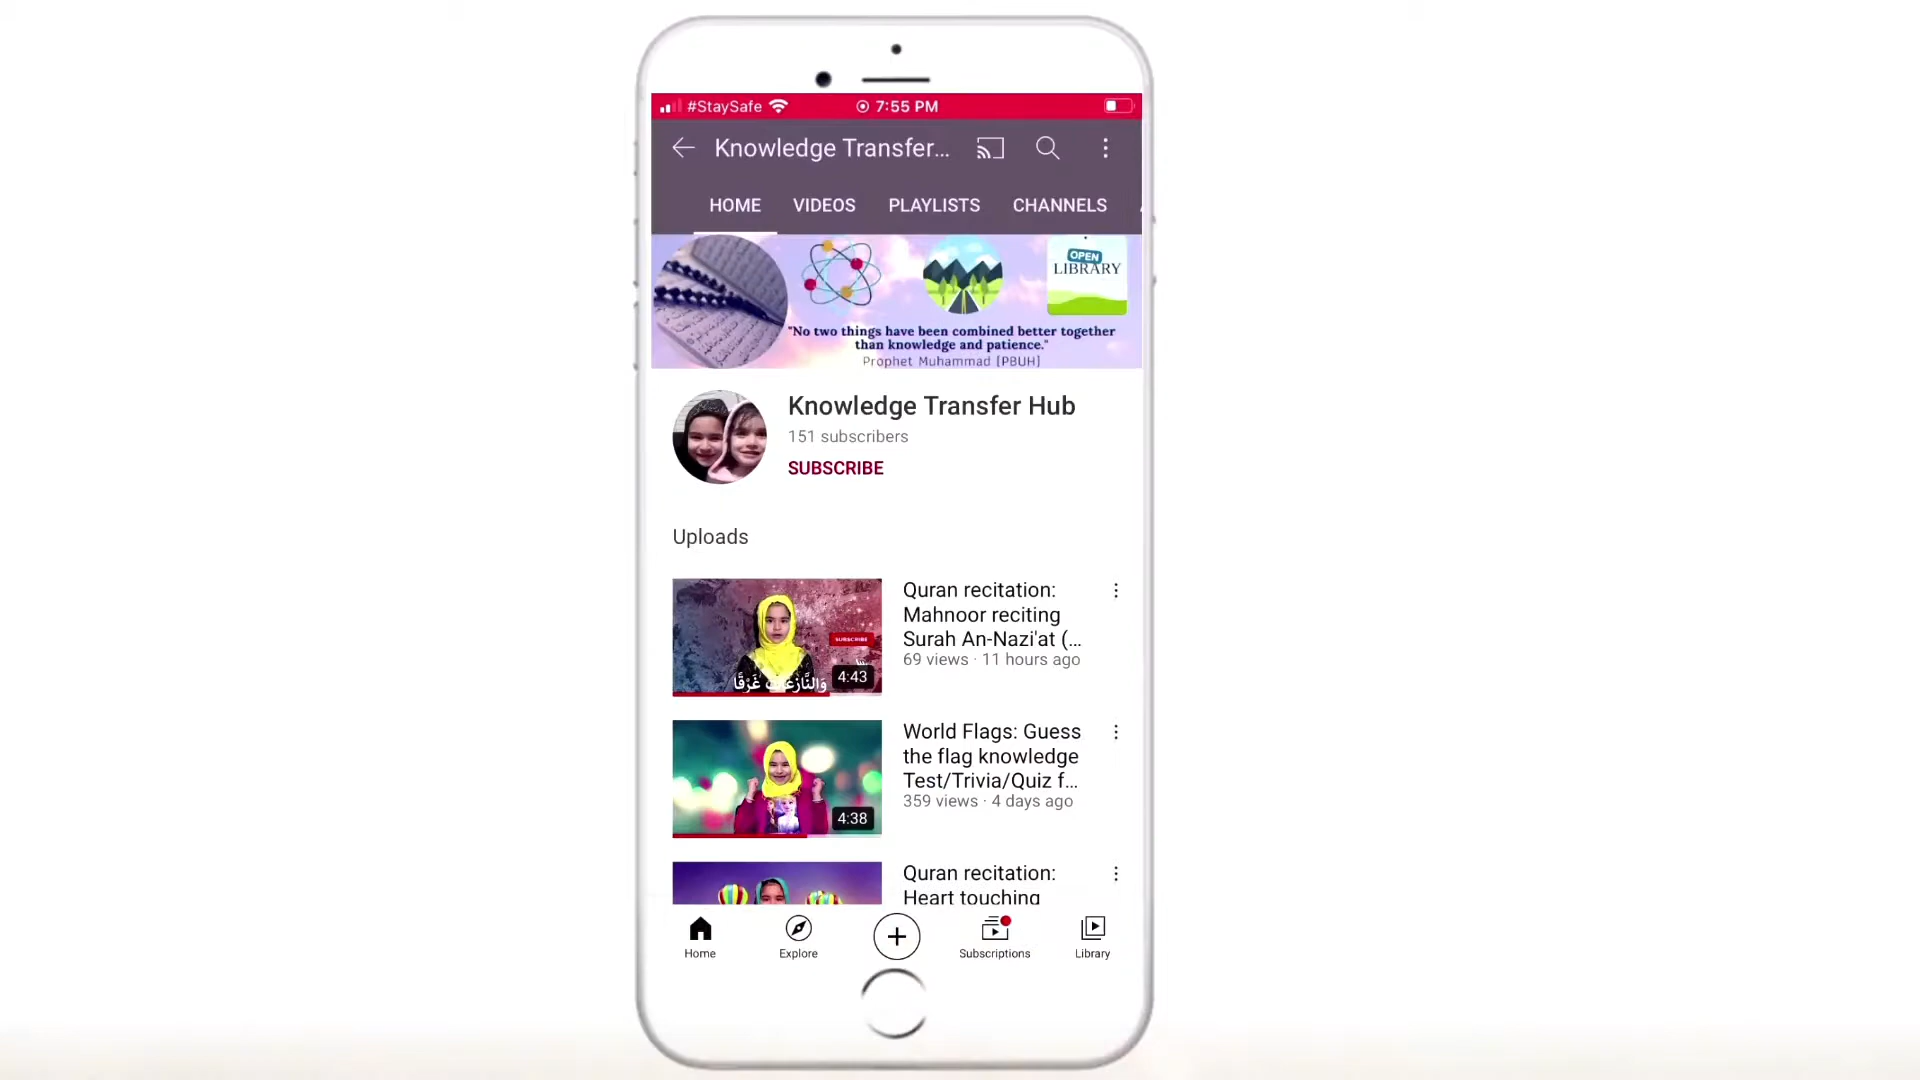 #StaySafe 7:55 PM
Knowledge Transfer...
HOME VIDEOS PLAYLISTS CHANNELS
OPEN
LIBRARY
"No two things have been combined better together
than knowledge and patience."
Prophet Muhammad [PBUH]
Knowledge Transfer Hub
151 subscribers
SUBSCRIBE
Uploads
Quran recitation:
Mahnoor reciting
Surah An-Nazi'at (...
69 views · 11 hours ago
SUBSCRIBE
4:43
World Flags: Guess
the flag knowledge
Test/Trivia/Quiz f...
359 views · 4 days ago
4:38
Quran recitation:
Heart touching
Home Explore Subscriptions Library